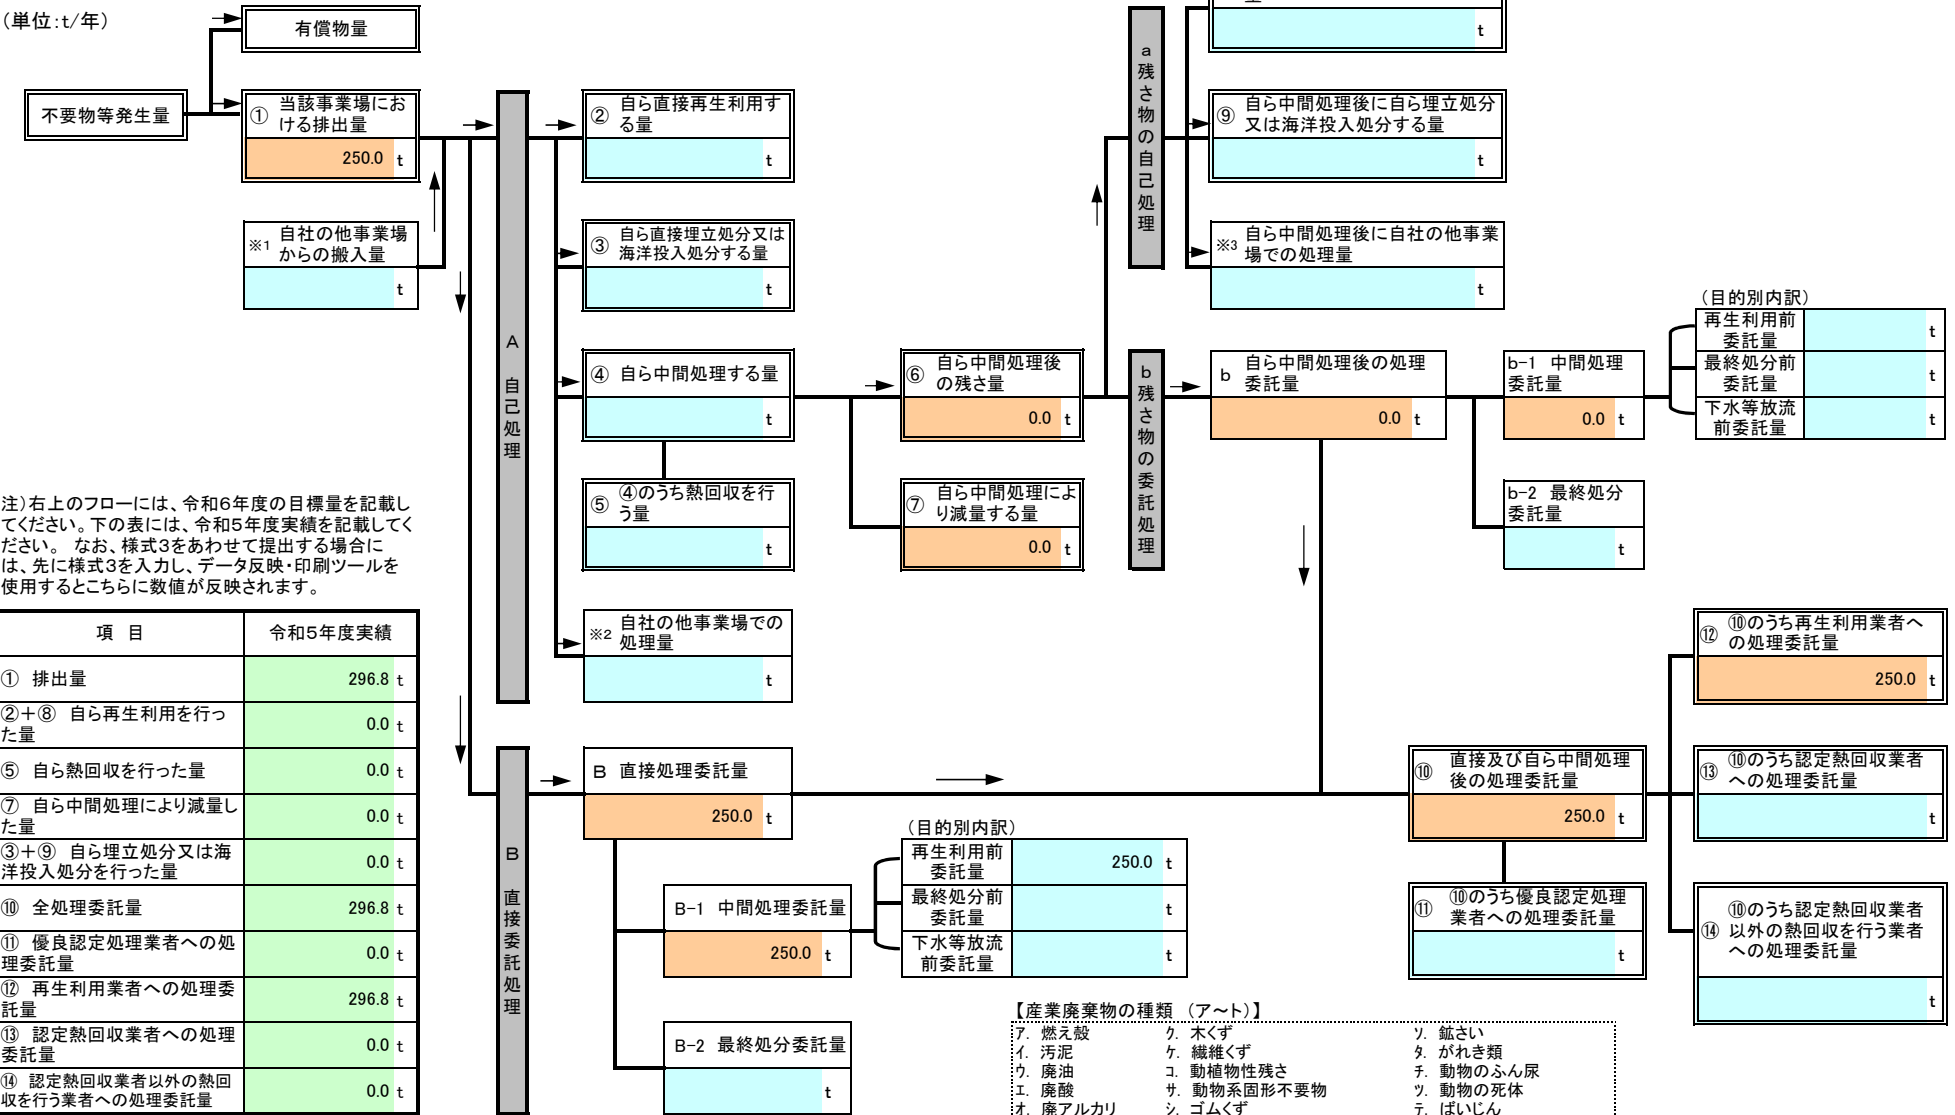 (単位:t/年)
有償物量
不要物等発生量
① 当該事業場にお
ける排出量
250.0 t
※1 自社の他事業場
からの搬入量
t
A
自己処理
② 自ら直接再生利用す
る量
t
③ 自ら直接埋立処分又は
海洋投入処分する量
t
④ 自ら中間処理する量
t
⑤ ④のうち熱回収を行
う量
t
※2 自社の他事業場での
処理量
t
⑥ 自ら中間処理後
の残さ量
0.0 t
⑦ 自ら中間処理によ
り減量する量
0.0 t
a
残さ物の自己処理
t
⑨ 自ら中間処理後に自ら埋立処分
又は海洋投入処分する量
t
※3 自ら中間処理後に自社の他事業
場での処理量
t
b
残さ物の委託処理
b 自ら中間処理後の処理
委託量
0.0 t
b-1 中間処理
委託量
0.0 t
b-2 最終処分
委託量
t
(目的別内訳)
再生利用前
委託量
t
最終処分前
委託量
t
下水等放流
前委託量
t
注)右上のフローには、令和6年度の目標量を記載し
てください。下の表には、令和5年度実績を記載してく
ださい。 なお、様式3をあわせて提出する場合に
は、先に様式3を入力し、データ反映・印刷ツールを
使用するとこちらに数値が反映されます。
項 目 令和5年度実績
① 排出量 296.8 t
②+⑧ 自ら再生利用を行っ
た量 0.0 t
⑤ 自ら熱回収を行った量 0.0 t
⑦ 自ら中間処理により減量し
た量 0.0 t
③+⑨ 自ら埋立処分又は海
洋投入処分を行った量 0.0 t
⑩ 全処理委託量 296.8 t
⑪ 優良認定処理業者への処
理委託量 0.0 t
⑫ 再生利用業者への処理委
託量 296.8 t
⑬ 認定熱回収業者への処理
委託量 0.0 t
⑭ 認定熱回収業者以外の熱回
収を行う業者への処理委託量 0.0 t
B
直接委託処理
B 直接処理委託量
250.0 t
B-1 中間処理委託量
250.0 t
B-2 最終処分委託量
t
(目的別内訳)
再生利用前
委託量
250.0 t
最終処分前
委託量
t
下水等放流
前委託量
t
⑩ 直接及び自ら中間処理
後の処理委託量
250.0 t
⑪ ⑩のうち優良認定処理
業者への処理委託量
t
⑫ ⑩のうち再生利用業者へ
の処理委託量
250.0 t
⑬ ⑩のうち認定熱回収業者
への処理委託量
t
⑭ ⑩のうち認定熱回収業者
以外の熱回収を行う業者
への処理委託量
t
【産業廃棄物の種類 (ア~ト)】
ア. 燃え殻 ク. 木くず ソ. 鉱さい
イ. 汚泥 ケ. 繊維くず タ. がれき類
ウ. 廃油 コ. 動植物性残さ チ. 動物のふん尿
エ. 廃酸 サ. 動物系固形不要物 ツ. 動物の死体
オ. 廃アルカリ シ. ゴムくず テ. ばいじん